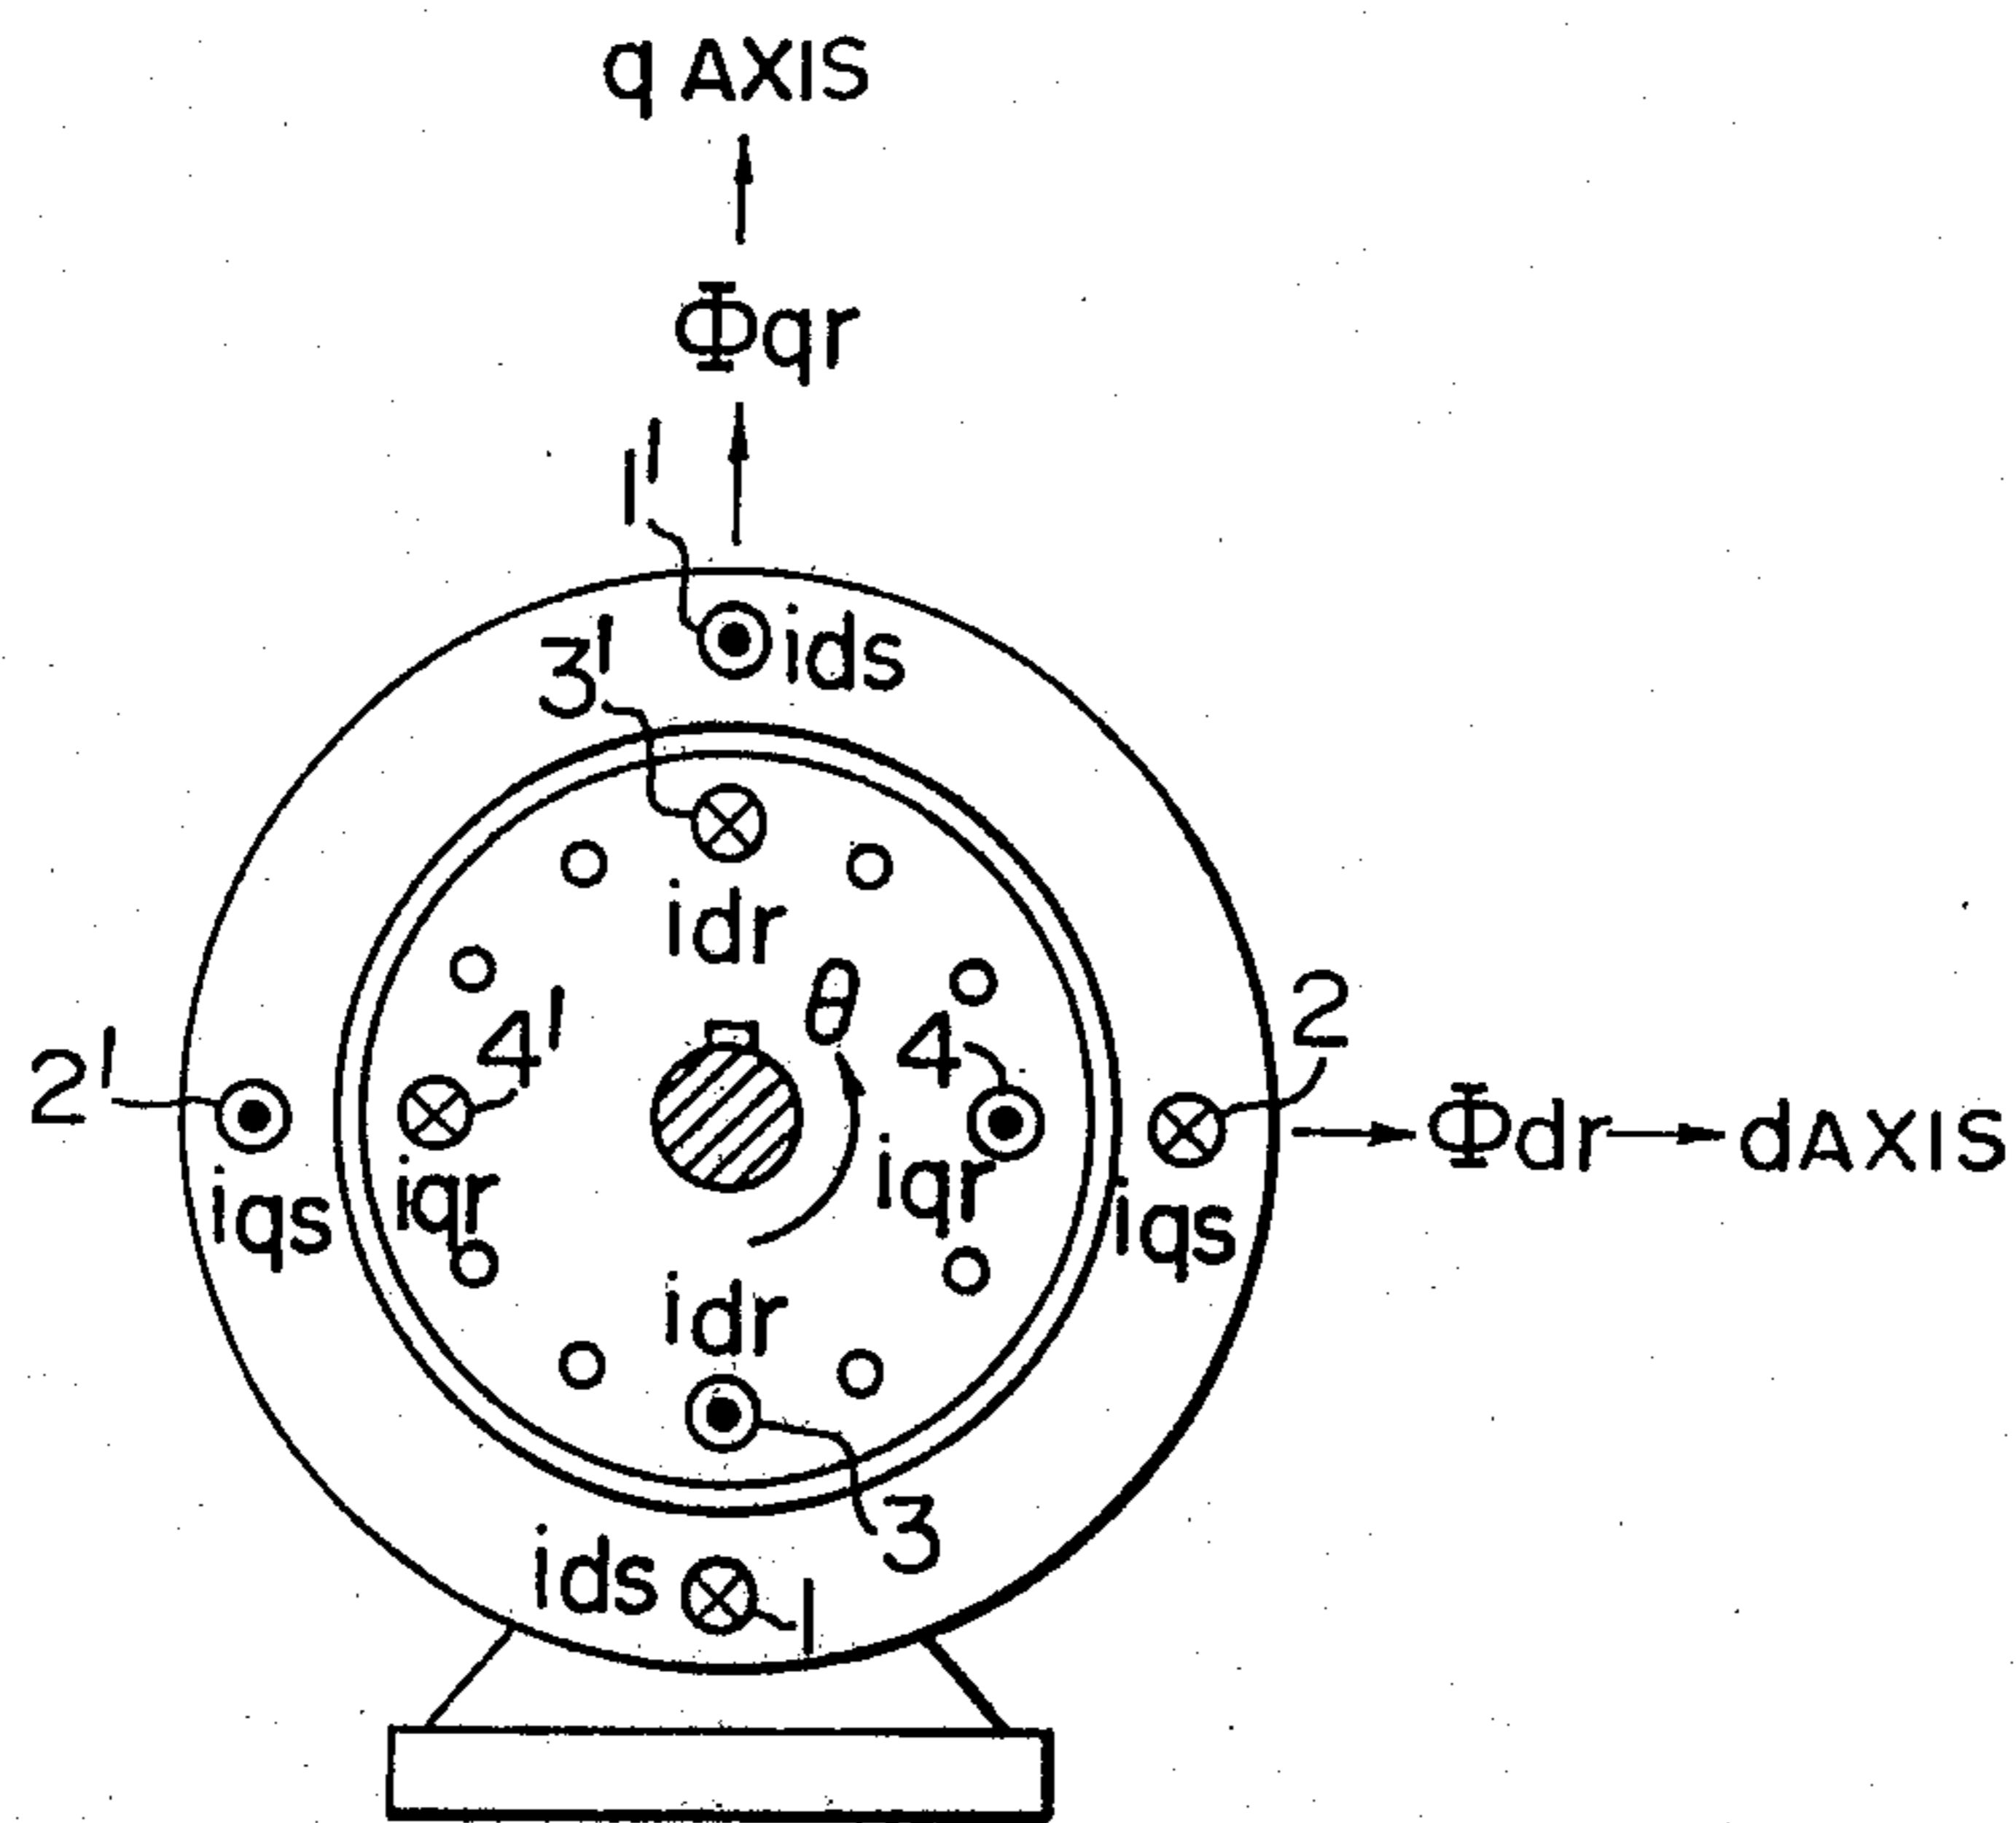 q AXIS
Φqr
1'
ids
3'
idr
θ
4'
4
2
2'
Φdr
dAXIS
iqs
iqr
iqr
iqs
idr
3
ids
1